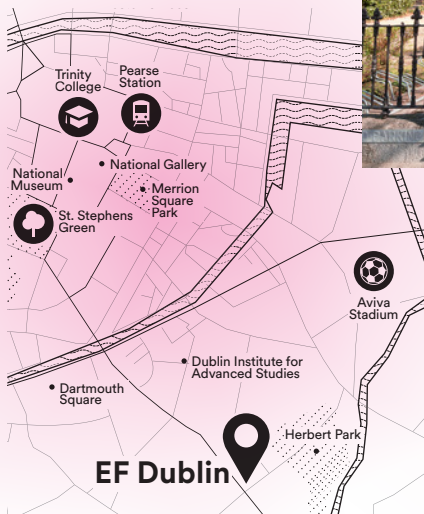 Trinity
College
Pearse
Station
National Gallery
National
Museum
Merrion
Square
Park
St. Stephens
Green
Aviva
Stadium
Dublin Institute for
Advanced Studies
Dartmouth
Square
Herbert Park
EF Dublin